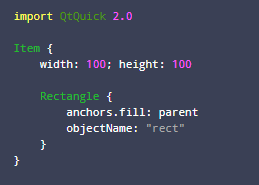 import QtQuick 2.0

Item {
    width: 100; height: 100

    Rectangle {
        anchors.fill: parent
        objectName: "rect"
    }
}